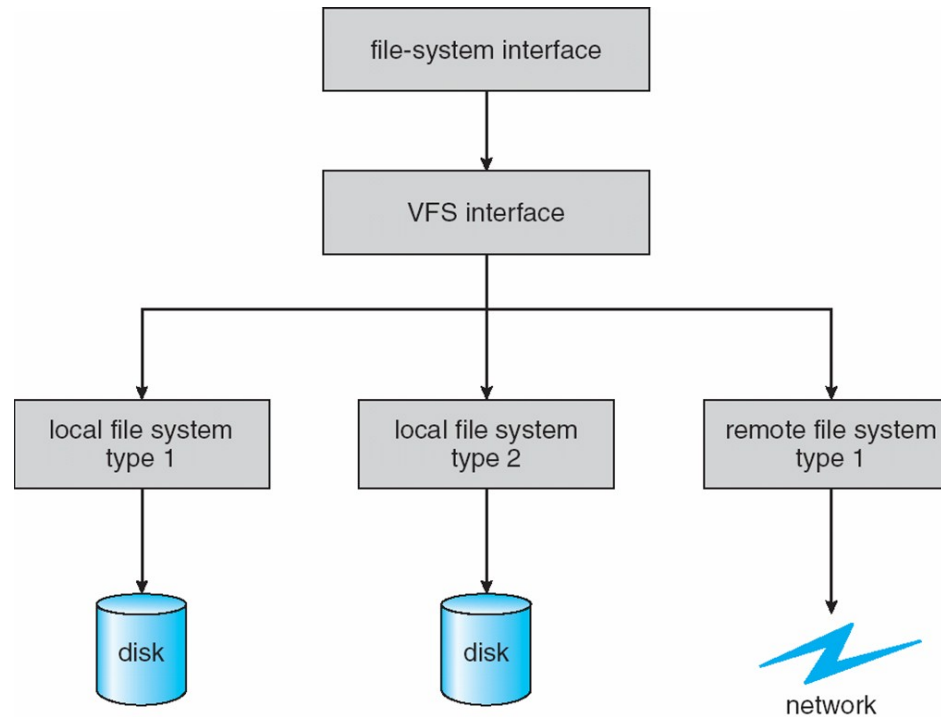 file-system interface
VFS interface
local file system
type 1
local file system
type 2
remote file system
type 1
disk
disk
network